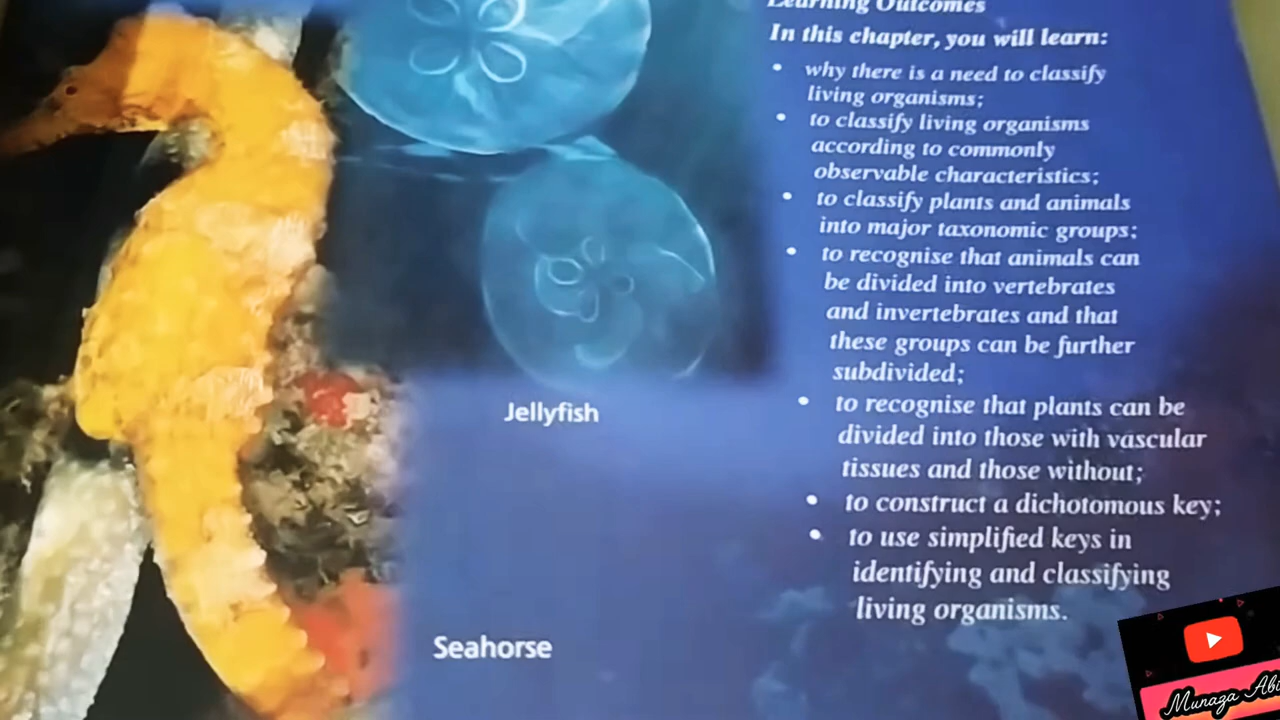 Learning Outcomes
In this chapter, you will learn:
• why there is a need to classify
living organisms;
• to classify living organisms
according to commonly
observable characteristics;
• to classify plants and animals
into major taxonomic groups;
• to recognise that animals can
be divided into vertebrates
and invertebrates and that
these groups can be further
subdivided;
• to recognise that plants can be
divided into those with vascular
tissues and those without;
• to construct a dichotomous key;
• to use simplified keys in
identifying and classifying
living organisms.
Jellyfish
Seahorse
Munaza Abi